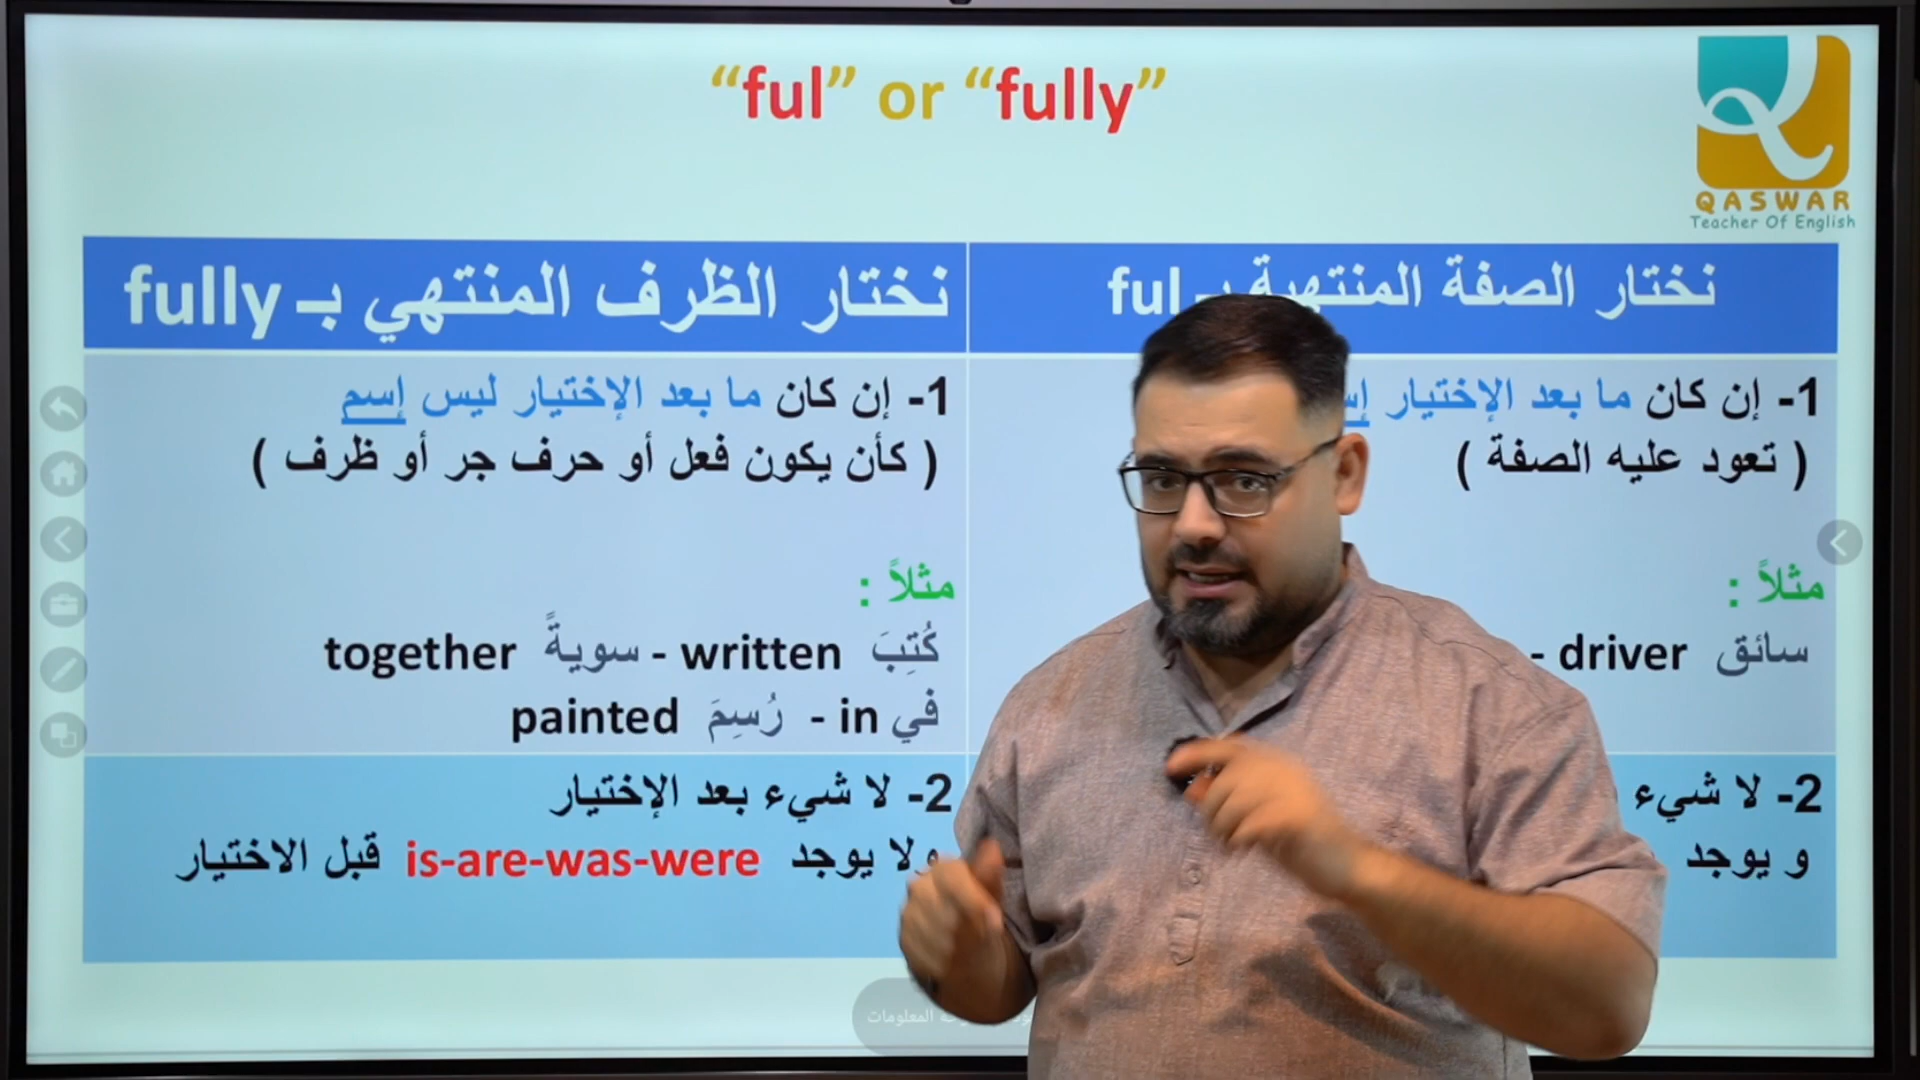 “ful” or “fully”
QASWAR
Teacher Of English
نختار الصفة المنتهية بـ ful
1- إن كان ما بعد الإختيار
( تعود عليه الصفة )
مثلاً :
سائق driver -
2- لا شيء
و يوجد
نختار الظرف المنتهي بـ fully
1- إن كان ما بعد الإختيار ليس إسم
( كأن يكون فعل أو حرف جر أو ظرف )
مثلاً :
كُتِبَ written - سويةً together
في in - رُسِمَ painted
2- لا شيء بعد الإختيار
ولا يوجد is-are-was-were قبل الاختيار
المعلومات